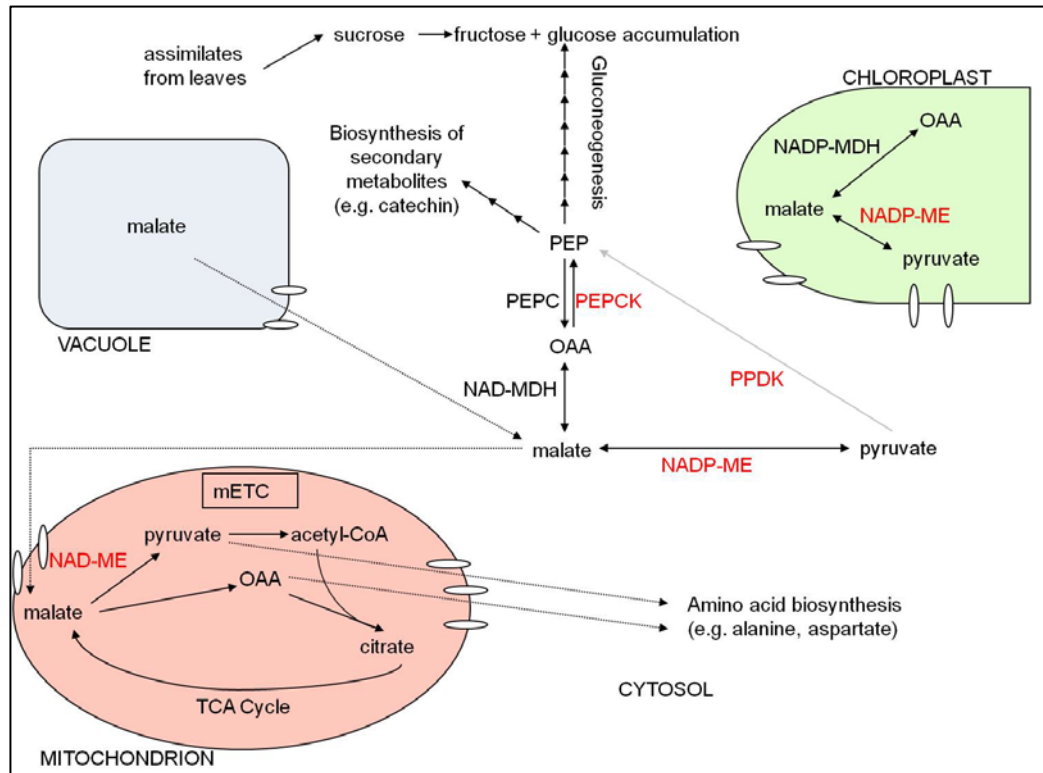 assimilates
from leaves
sucrose
fructose + glucose accumulation
Gluconeogenesis
CHLOROPLAST
OAA
NADP-MDH
malate
NADP-ME
pyruvate
Biosynthesis of
secondary
metabolites
(e.g. catechin)
malate
VACUOLE
PEP
PEPC
PEPCK
OAA
NAD-MDH
PPDK
malate
NADP-ME
pyruvate
mETC
pyruvate
acetyl-CoA
NAD-ME
OAA
malate
citrate
TCA Cycle
Amino acid biosynthesis
(e.g. alanine, aspartate)
CYTOSOL
MITOCHONDRION